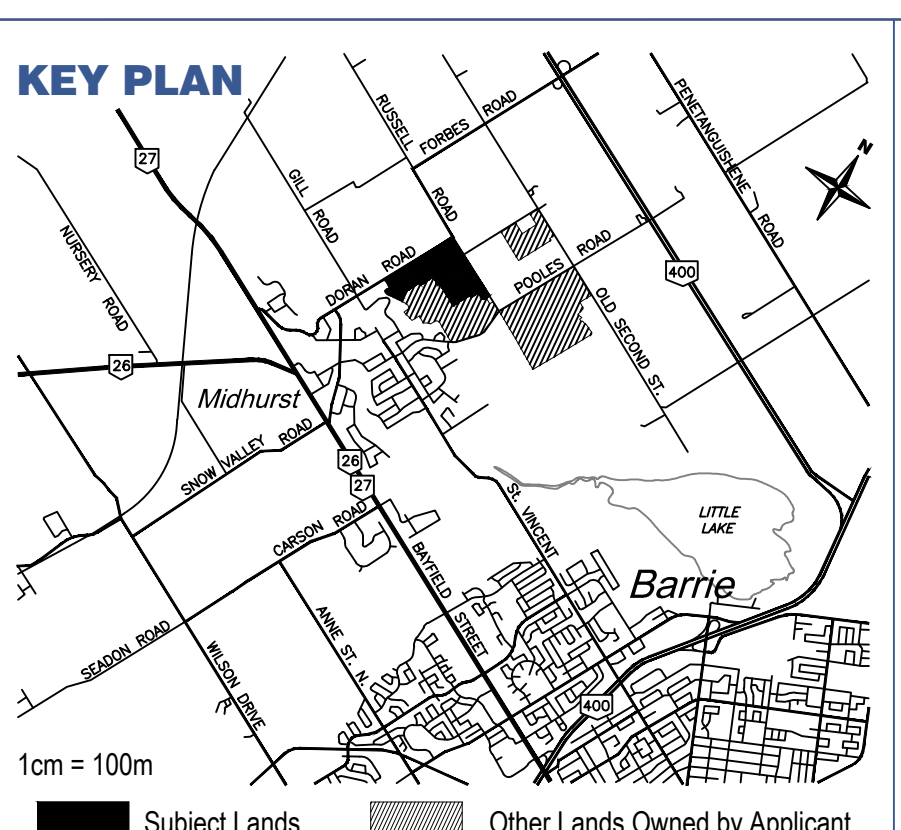 KEY PLAN
27
NURSERY ROAD
GILL ROAD
RUSSELL ROAD
FORBES ROAD
PENETANGUISHENE ROAD
N
DORAN ROAD
POOLES ROAD
400
OLD SECOND ST.
26
Midhurst
SNOW VALLEY ROAD
26
27
CARSON ROAD
St. VINCENT
LITTLE
LAKE
Barrie
BAYFIELD STREET
ANNE ST. N.
SEADON ROAD
WILSON DRIVE
400
1cm = 100m
Subject Lands
Other Lands Owned by Applicant